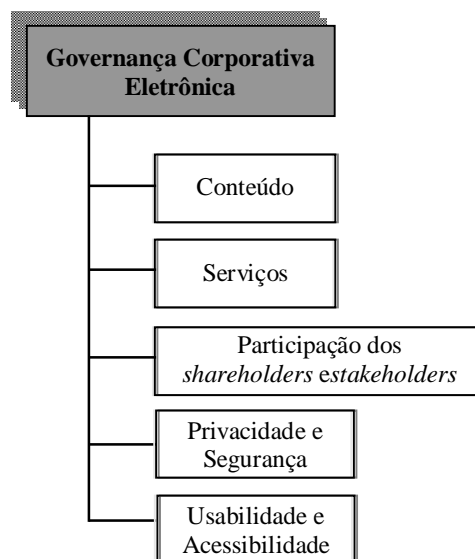 Governança Corporativa
Eletrônica
Conteúdo
Serviços
Participação dos
shareholders estakeholders
Privacidade e
Segurança
Usabilidade e
Acessibilidade